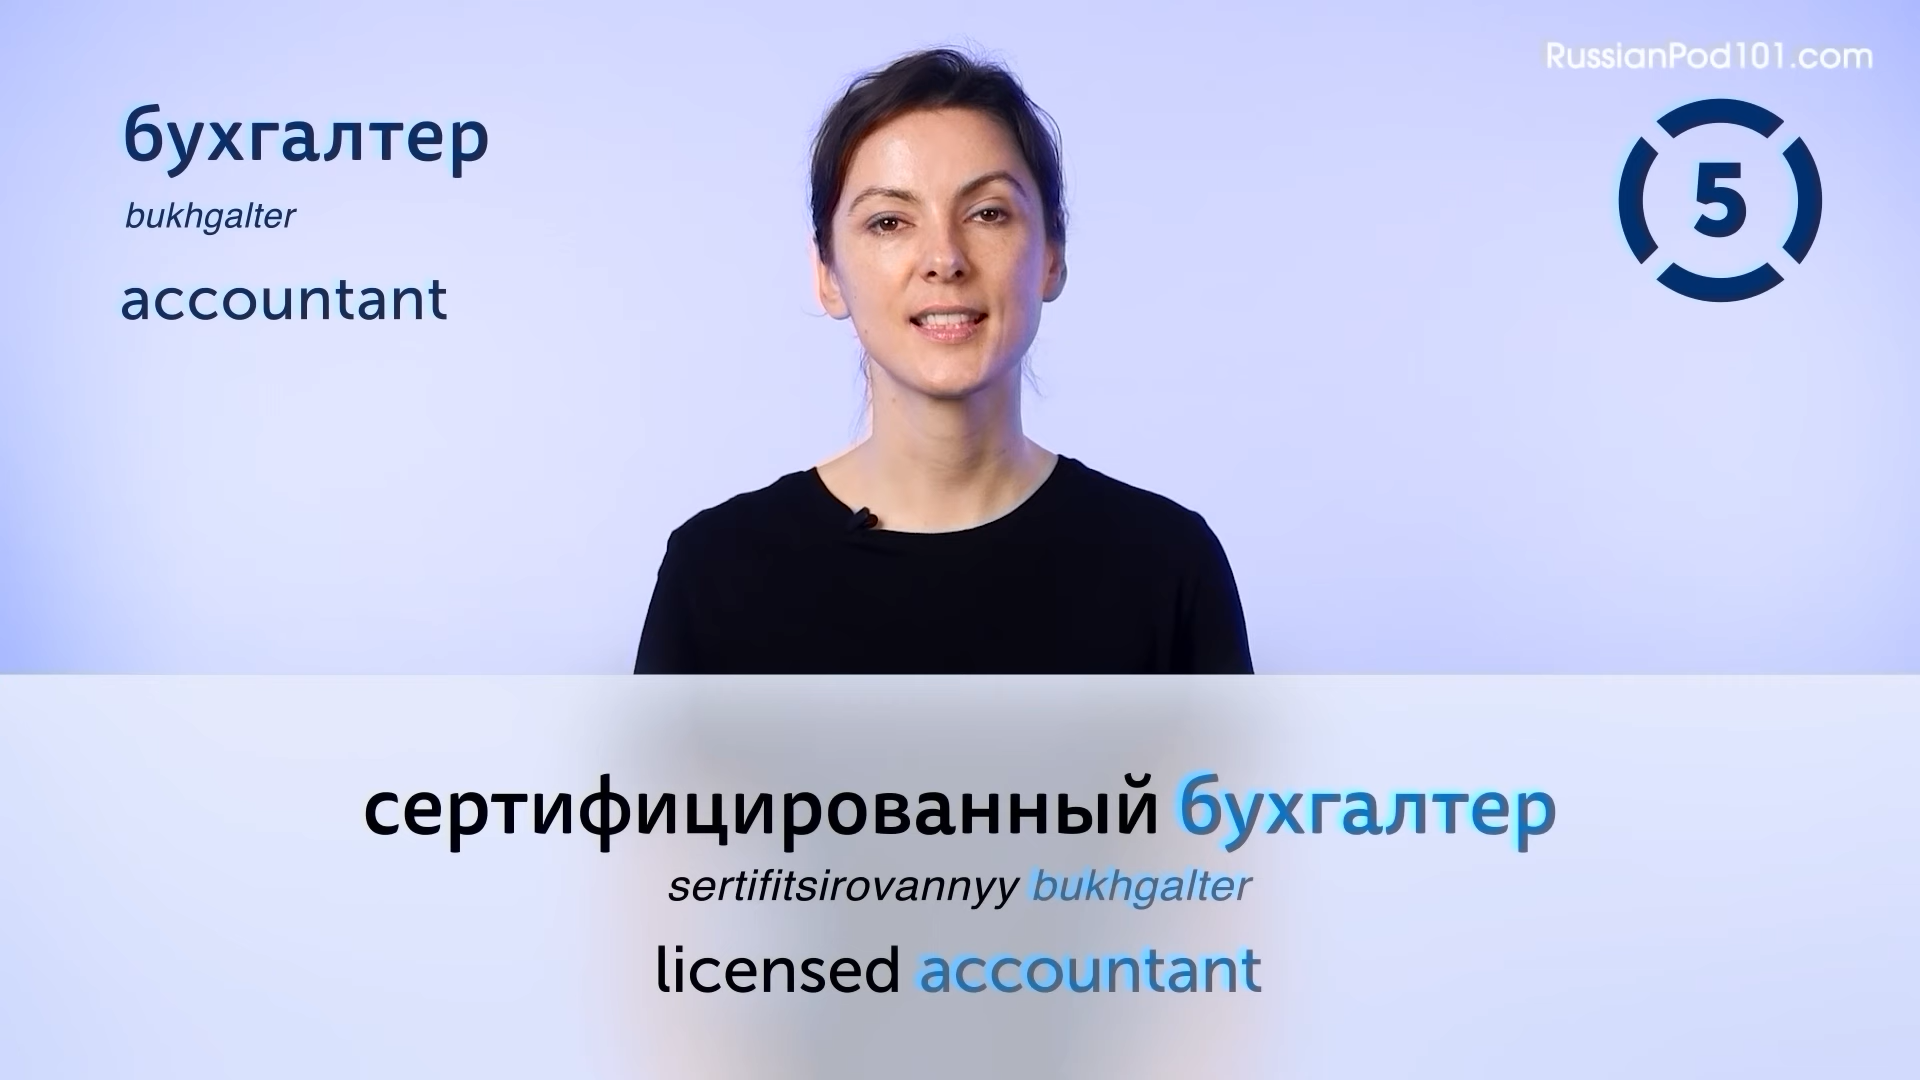 RussianPod101.com
бухгалтер
bukhgalter
accountant
5
сертифицированный бухгалтер
sertifitsirovannyy bukhgalter
licensed accountant